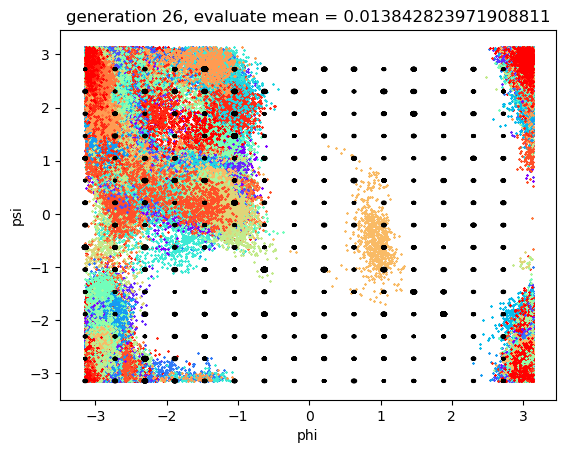 generation 26, evaluate mean = 0.013842823971908811
3
2
1
0
−1
−2
−3
psi
−3 −2 −1 0 1 2 3
phi